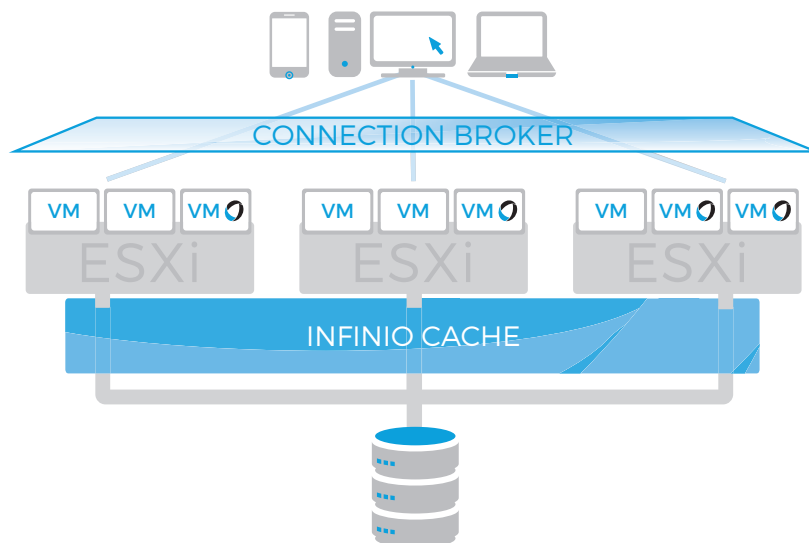 CONNECTION BROKER
VM VM VM VM VM VM VM VM VM
ESXi ESXi ESXi
INFINIO CACHE